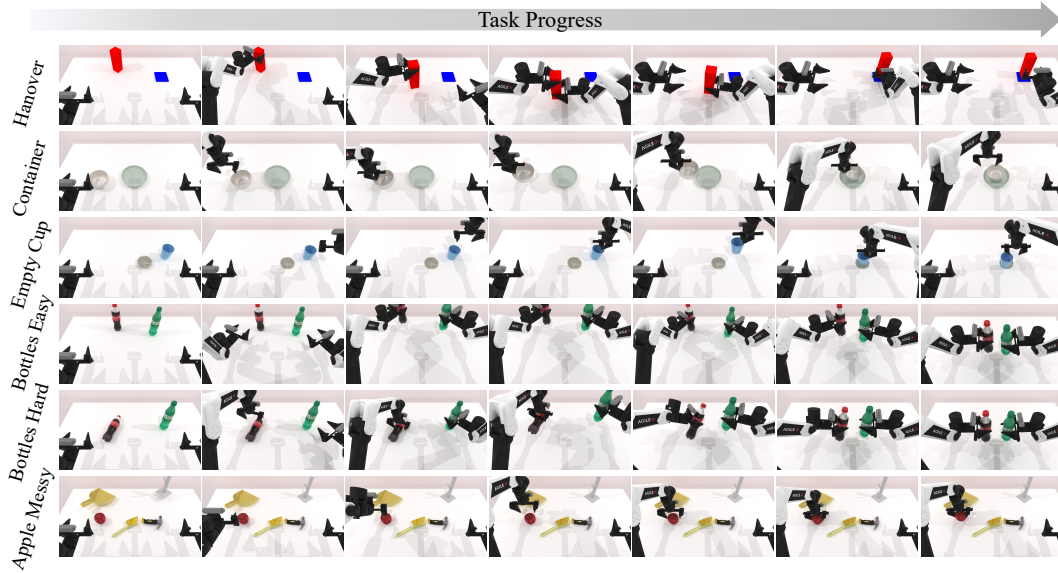 Task Progress
Hanover
Container
Empty Cup
Bottles Easy
Bottles Hard
Apple Messy